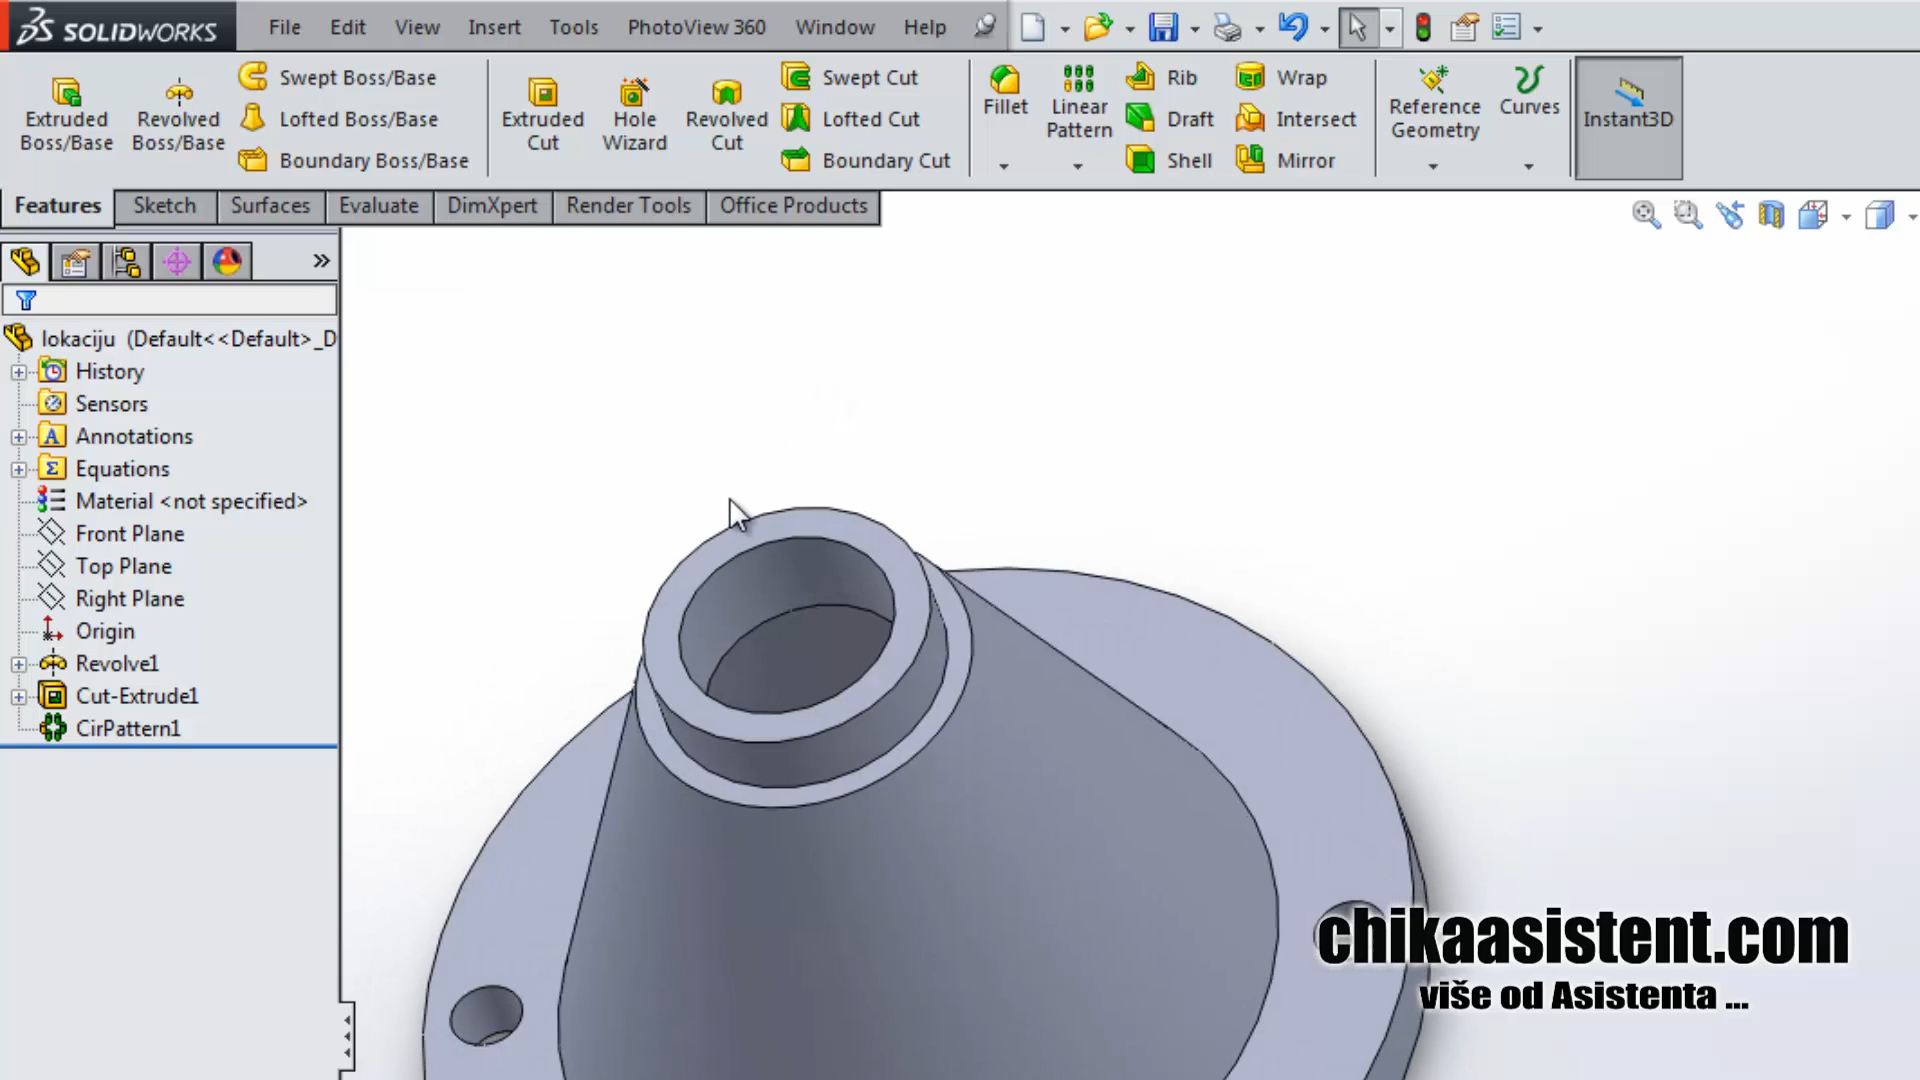 SOLIDWORKS File Edit View Insert Tools PhotoView 360 Window Help
Extruded Boss/Base
Revolved Boss/Base
Swept Boss/Base
Lofted Boss/Base
Boundary Boss/Base
Extruded Cut
Hole Wizard
Revolved Cut
Swept Cut
Lofted Cut
Boundary Cut
Fillet
Linear Pattern
Rib
Draft
Shell
Wrap
Intersect
Mirror
Reference Geometry
Curves
Instant3D
Features Sketch Surfaces Evaluate DimXpert Render Tools Office Products
lokaciju (Default<<Default>_D
History
Sensors
Annotations
Equations
Material <not specified>
Front Plane
Top Plane
Right Plane
Origin
Revolve1
Cut-Extrude1
CirPattern1
chikaasistent.com
više od Asistenta ...